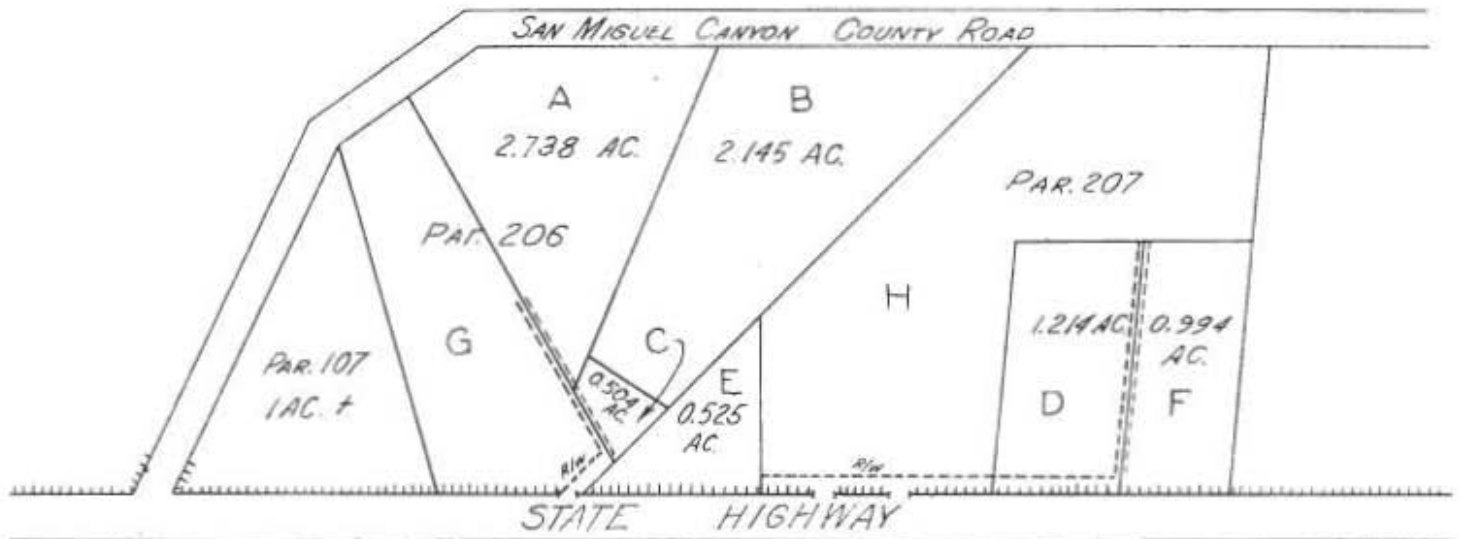 SAN MIGUEL CANYON COUNTY ROAD
A
2.738 AC.
B
2.145 AC.
PAR. 207
PAR. 206
H
G
C
1.214 AC.
0.994
AC.
PAR. 107
1 AC. ±
0.504
AC.
E
0.525
AC.
D
F
R/W
R/W
STATE HIGHWAY